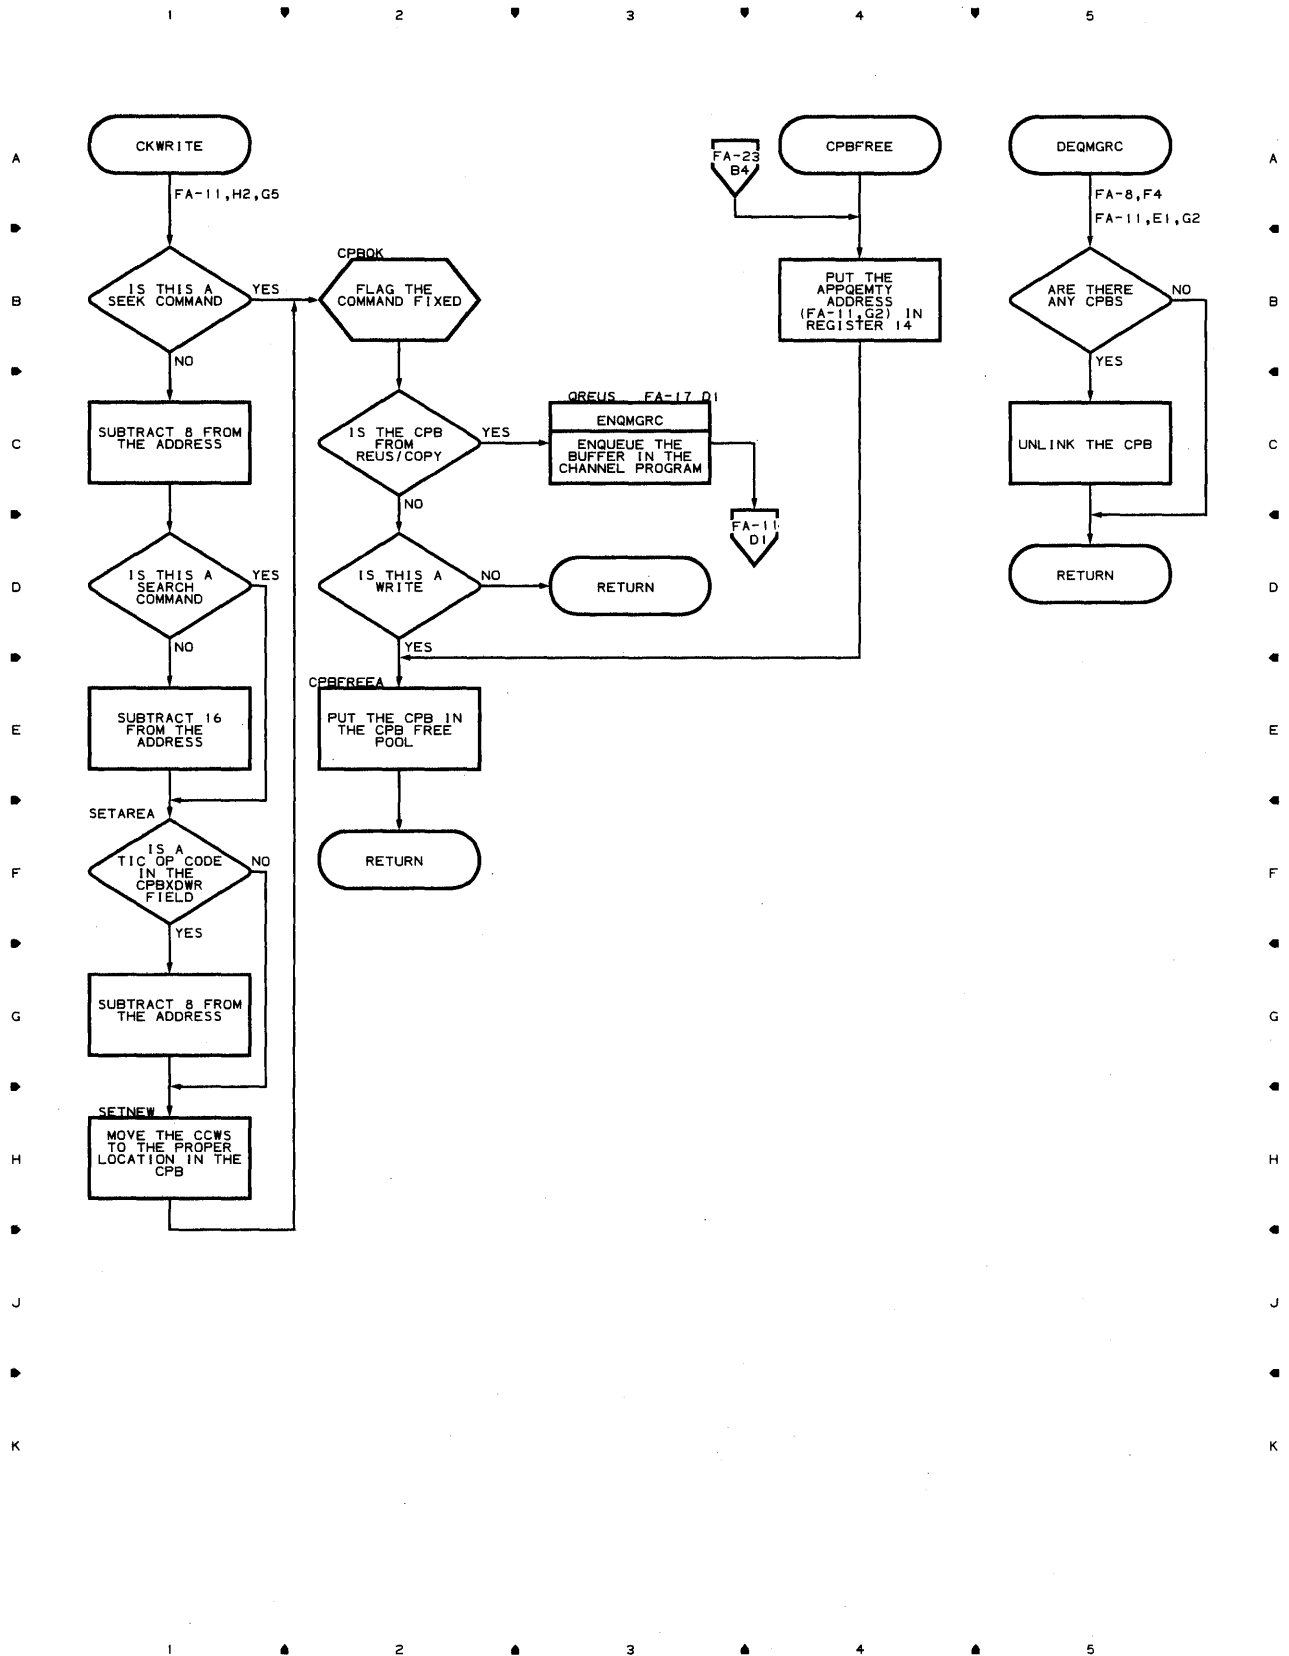 1 2 3 4 5
A A
CKWRITE
FA-11,H2,G5
B B
IS THIS A
SEEK COMMAND
YES
NO
C C
SUBTRACT 8 FROM
THE ADDRESS
D D
IS THIS A
SEARCH
COMMAND
YES
NO
E E
SUBTRACT 16
FROM THE
ADDRESS
SETAREA
F F
IS A
TIC OP CODE
IN THE
CPBXDWR
FIELD
NO
YES
G G
SUBTRACT 8 FROM
THE ADDRESS
SETNEW
H H
MOVE THE CCWS
TO THE PROPER
LOCATION IN THE
CPB
J J
K K
CPBOK
FLAG THE
COMMAND FIXED
IS THE CPB
FROM
REUS/COPY
YES
NO
IS THIS A
WRITE
NO
YES
CPBFREEA
PUT THE CPB IN
THE CPB FREE
POOL
RETURN
QREUS FA-17 D1
ENQMGRC
ENQUEUE THE
BUFFER IN THE
CHANNEL PROGRAM
FA-11
D1
RETURN
FA-23
B4
CPBFREE
PUT THE
APPQEMTY
ADDRESS
(FA-11,G2) IN
REGISTER 14
DEQMGRC
FA-8,F4
FA-11,E1,G2
ARE THERE
ANY CPBS
NO
YES
UNLINK THE CPB
RETURN
1 2 3 4 5